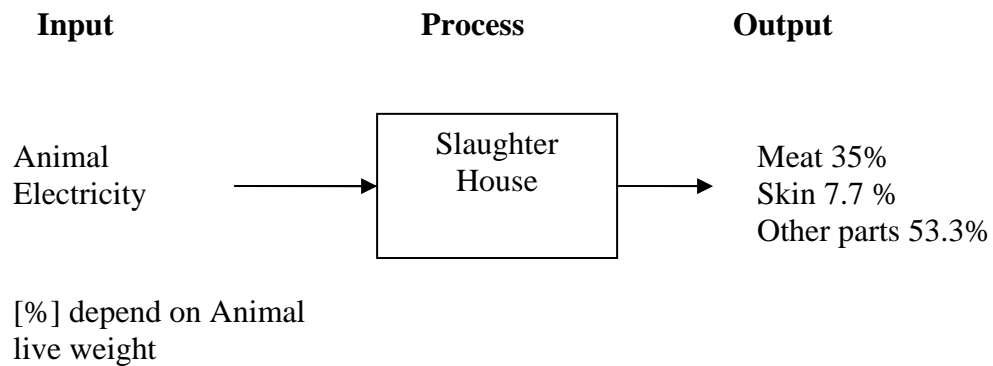 Input Process Output
Animal
Electricity
Slaughter
House
Meat 35%
Skin 7.7 %
Other parts 53.3%
[%] depend on Animal
live weight